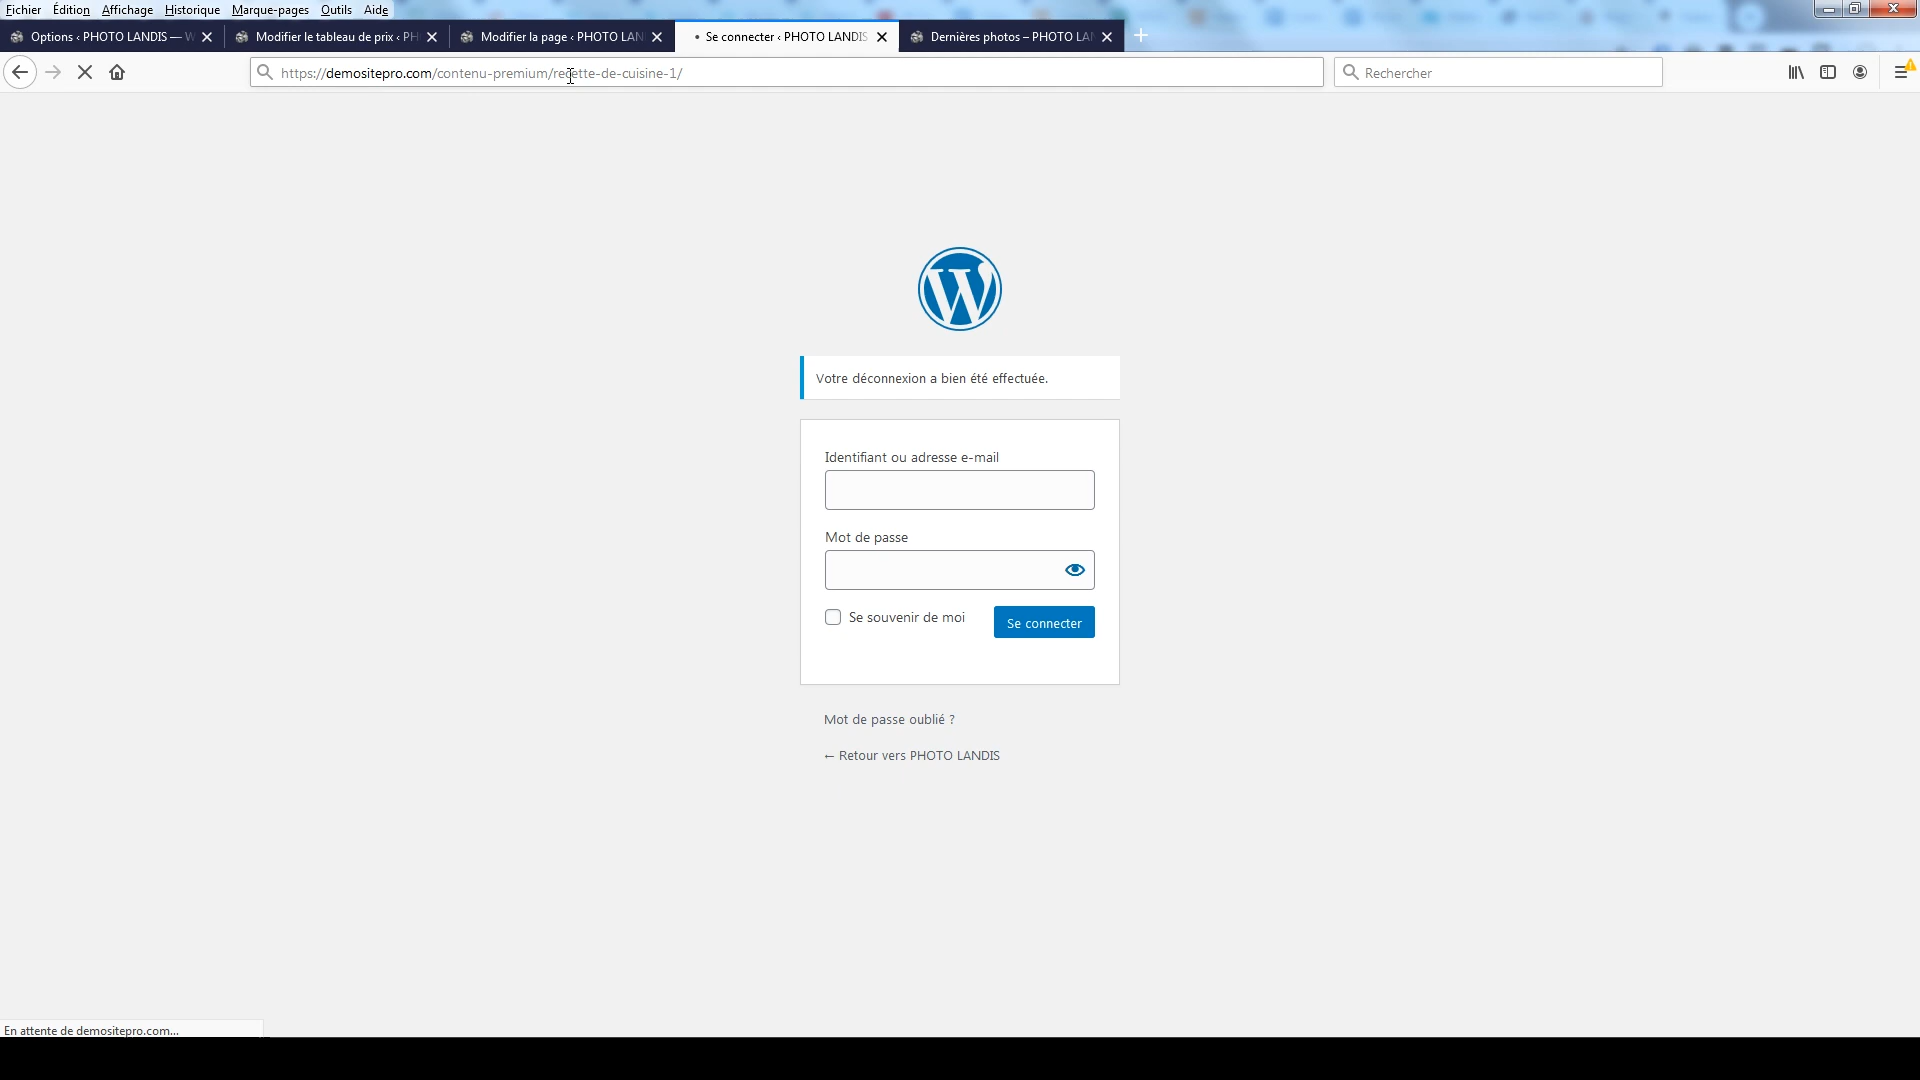 Fichier Édition Affichage Historique Marque-pages Outils Aide
Options ‹ PHOTO LANDIS — W Modifier le tableau de prix ‹ PH Modifier la page ‹ PHOTO LAN • Se connecter ‹ PHOTO LANDIS Dernières photos – PHOTO LA
https://demositepro.com/contenu-premium/recette-de-cuisine-1/ Rechercher
Votre déconnexion a bien été effectuée.
Identifiant ou adresse e-mail
Mot de passe
Se souvenir de moi Se connecter
Mot de passe oublié ?
← Retour vers PHOTO LANDIS
En attente de demositepro.com...